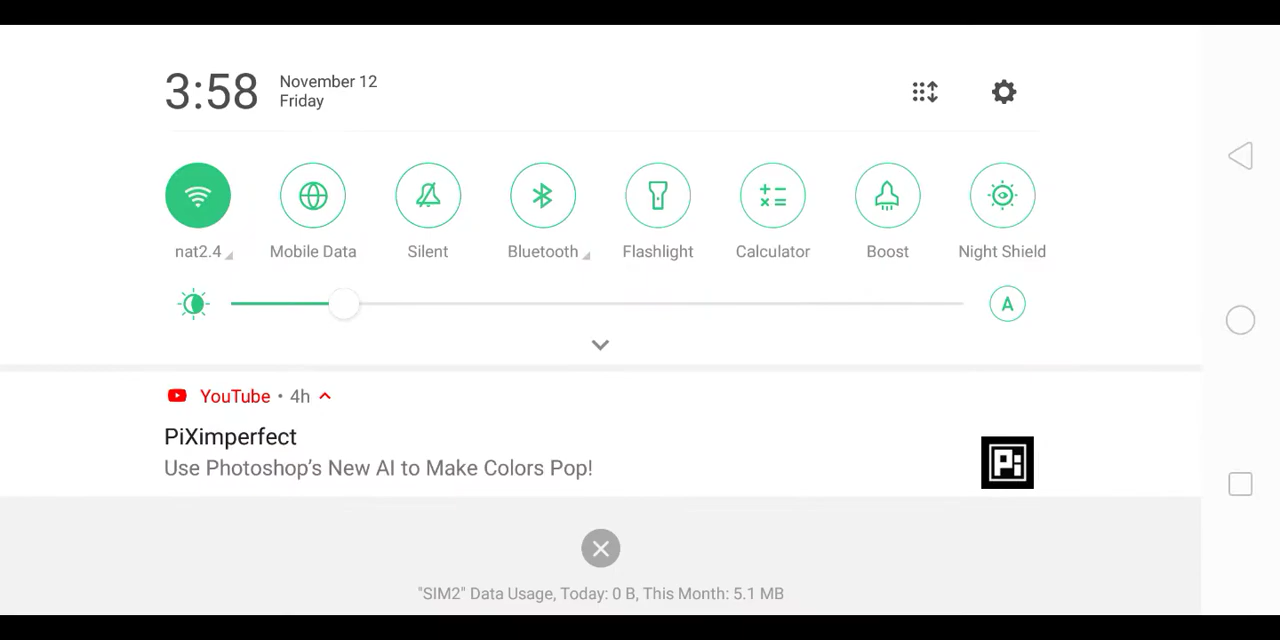 3:58
November 12
Friday
nat2.4
Mobile Data
Silent
Bluetooth
Flashlight
Calculator
Boost
Night Shield
A
YouTube • 4h
PiXimperfect
Use Photoshop's New AI to Make Colors Pop!
Pi
"SIM2" Data Usage, Today: 0 B, This Month: 5.1 MB